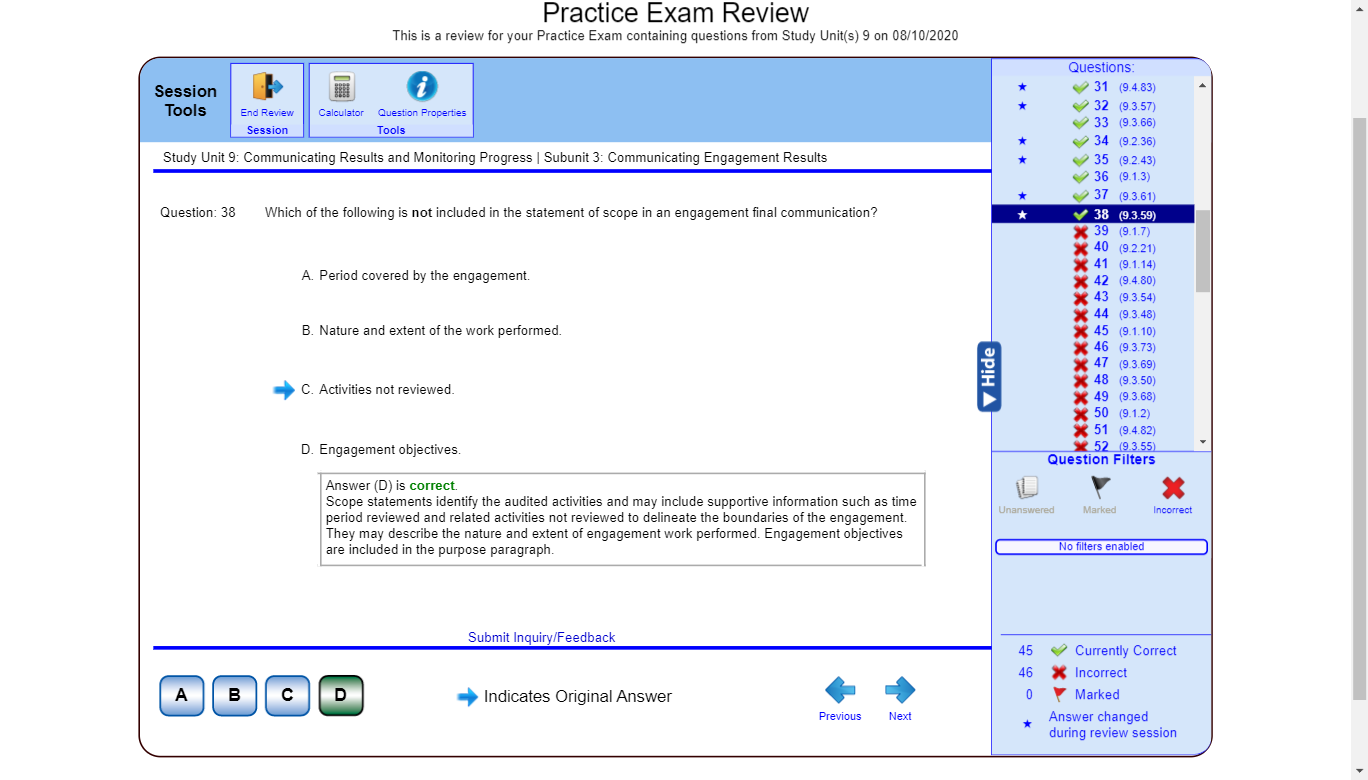 Practice Exam Review
This is a review for your Practice Exam containing questions from Study Unit(s) 9 on 08/10/2020
Session
Tools
End Review
Session
Calculator
Question Properties
Tools
Study Unit 9: Communicating Results and Monitoring Progress | Subunit 3: Communicating Engagement Results
Question: 38 Which of the following is not included in the statement of scope in an engagement final communication?
A. Period covered by the engagement.
B. Nature and extent of the work performed.
C. Activities not reviewed.
D. Engagement objectives.
Answer (D) is correct.
Scope statements identify the audited activities and may include supportive information such as time
period reviewed and related activities not reviewed to delineate the boundaries of the engagement.
They may describe the nature and extent of engagement work performed. Engagement objectives
are included in the purpose paragraph.
Submit Inquiry/Feedback
A B C D
Indicates Original Answer
Previous
Next
Questions:
31 (9.4.83)
32 (9.3.57)
33 (9.3.66)
34 (9.2.36)
35 (9.2.43)
36 (9.1.3)
37 (9.3.61)
38 (9.3.59)
39 (9.1.7)
40 (9.2.21)
41 (9.1.14)
42 (9.4.80)
43 (9.3.54)
44 (9.3.48)
45 (9.1.10)
46 (9.3.73)
47 (9.3.69)
48 (9.3.50)
49 (9.3.68)
50 (9.1.2)
51 (9.4.82)
52 (9.3.55)
Hide
Question Filters
Unanswered
Marked
Incorrect
No filters enabled
45 Currently Correct
46 Incorrect
0 Marked
Answer changed
during review session